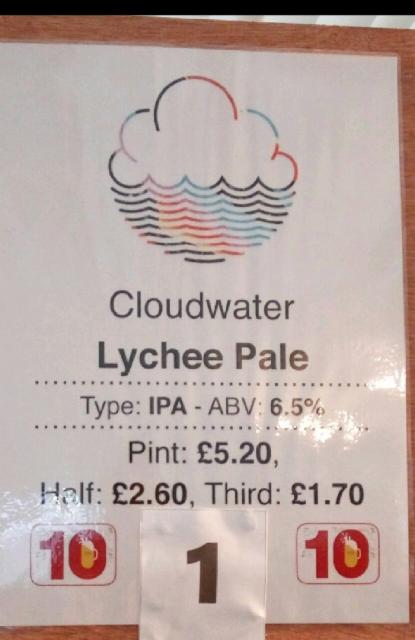 Cloudwater
Lychee Pale
Type: IPA - ABV: 6.5%
Pint: £5.20,
Half: £2.60, Third: £1.70
10 1 10